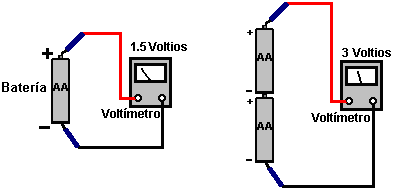 1.5 Voltios
+
Batería
AA
Voltímetro
−
3 Voltios
+
AA
−
+
AA
−
Voltímetro